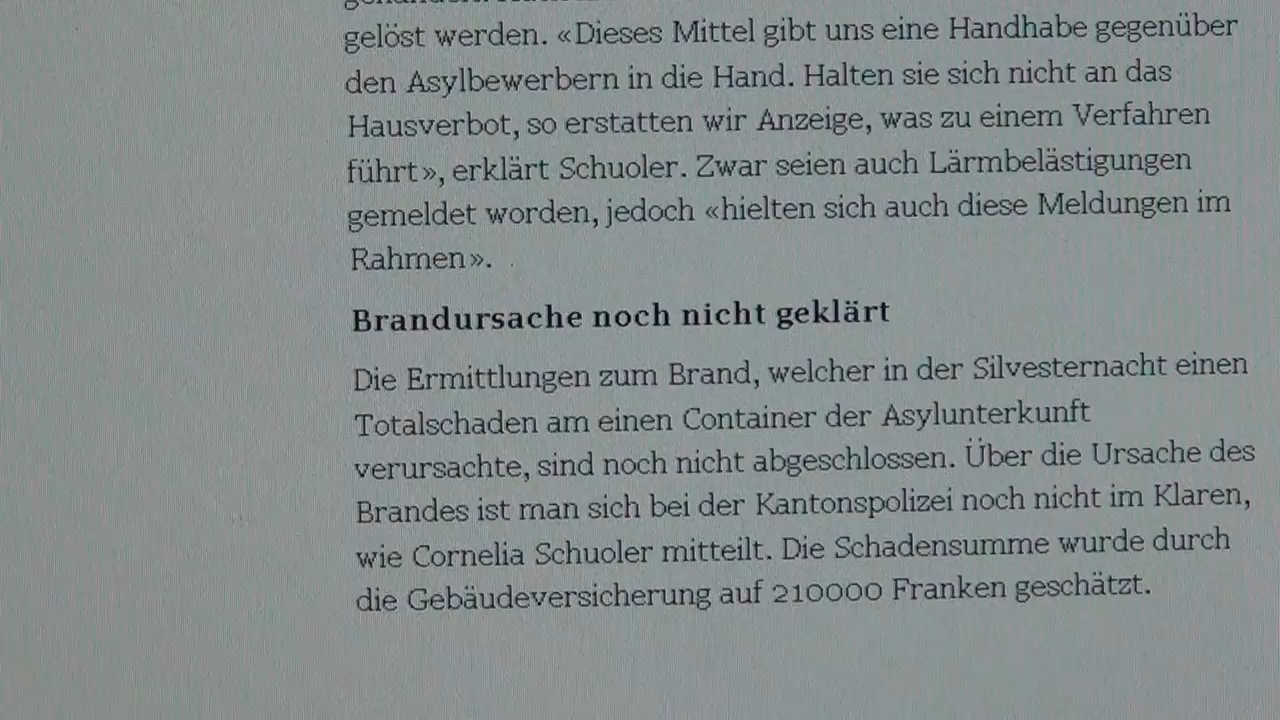 gelöst werden. «Dieses Mittel gibt uns eine Handhabe gegenüber
den Asylbewerbern in die Hand. Halten sie sich nicht an das
Hausverbot, so erstatten wir Anzeige, was zu einem Verfahren
führt», erklärt Schuoler. Zwar seien auch Lärmbelästigungen
gemeldet worden, jedoch «hielten sich auch diese Meldungen im
Rahmen».
Brandursache noch nicht geklärt
Die Ermittlungen zum Brand, welcher in der Silvesternacht einen
Totalschaden am einen Container der Asylunterkunft
verursachte, sind noch nicht abgeschlossen. Über die Ursache des
Brandes ist man sich bei der Kantonspolizei noch nicht im Klaren,
wie Cornelia Schuoler mitteilt. Die Schadensumme wurde durch
die Gebäudeversicherung auf 210000 Franken geschätzt.